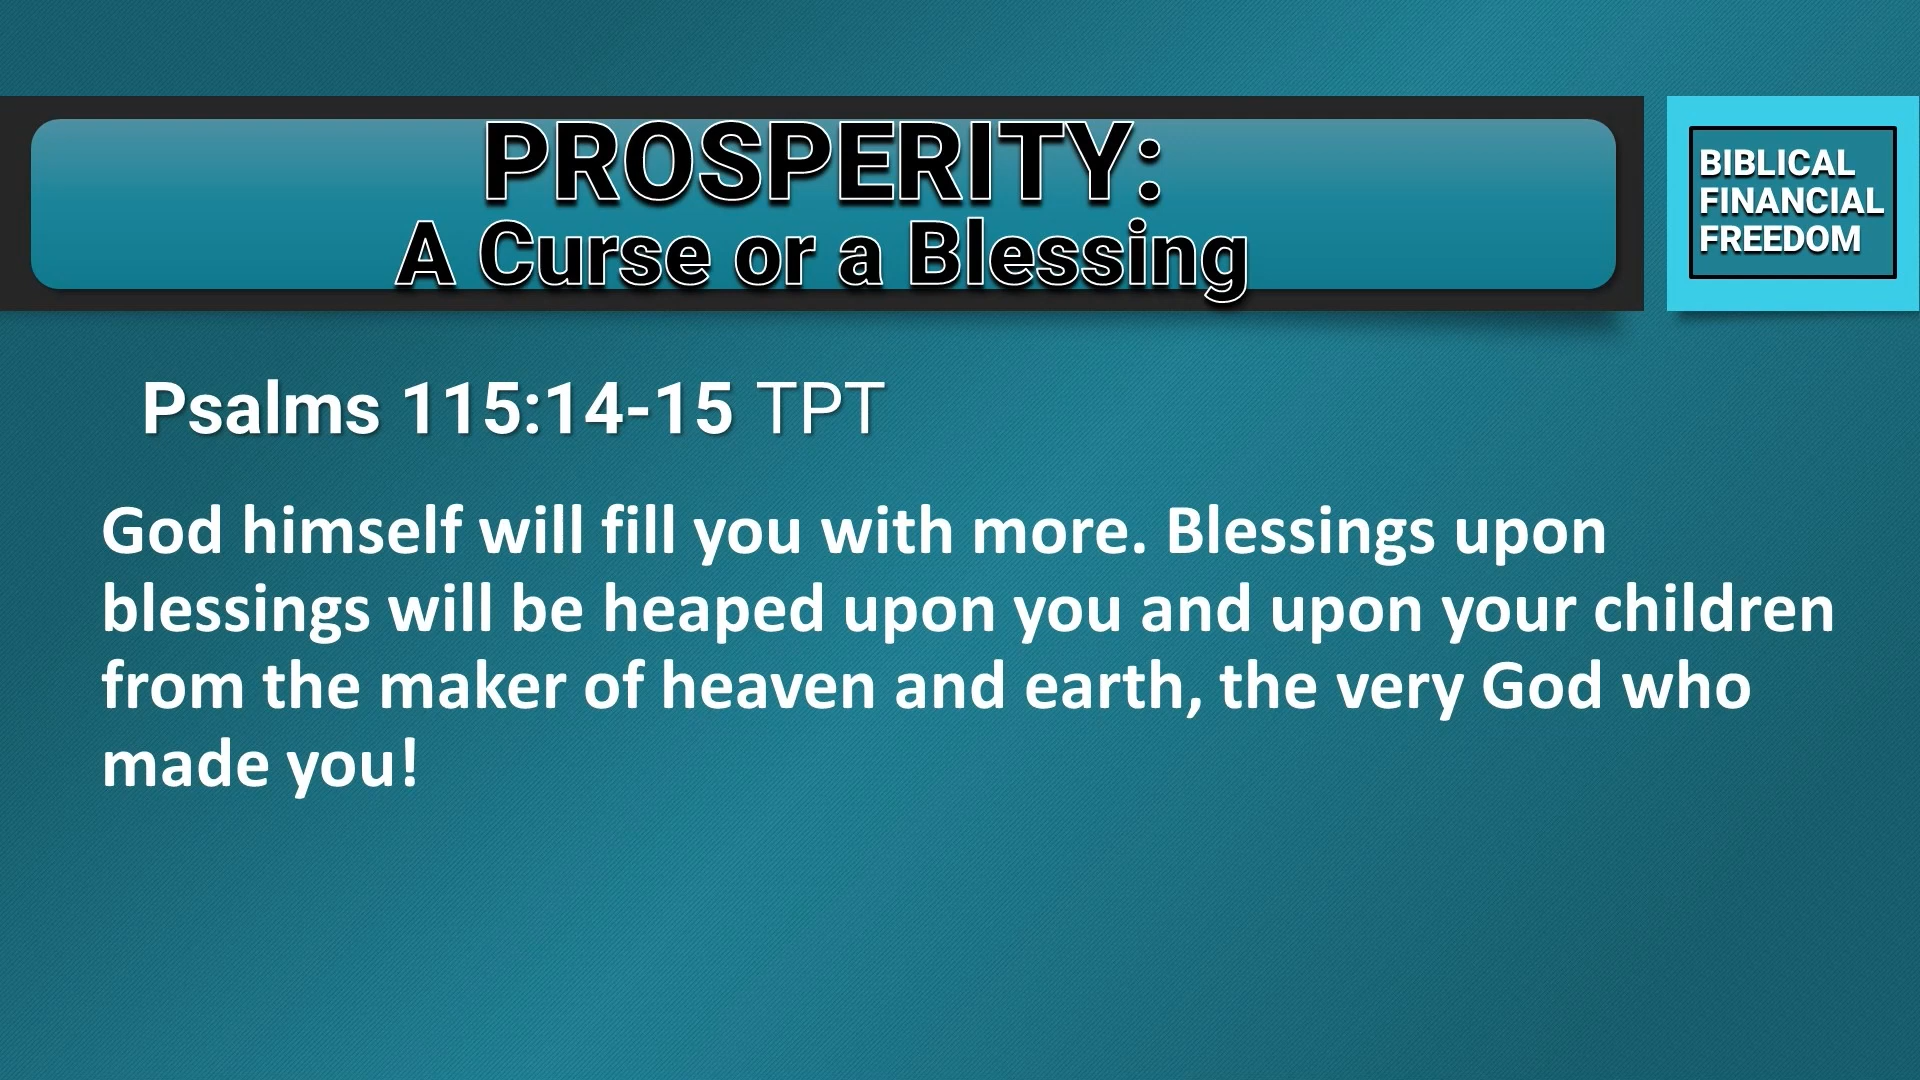 PROSPERITY:
A Curse or a Blessing
BIBLICAL
FINANCIAL
FREEDOM
Psalms 115:14-15 TPT
God himself will fill you with more. Blessings upon
blessings will be heaped upon you and upon your children
from the maker of heaven and earth, the very God who
made you!